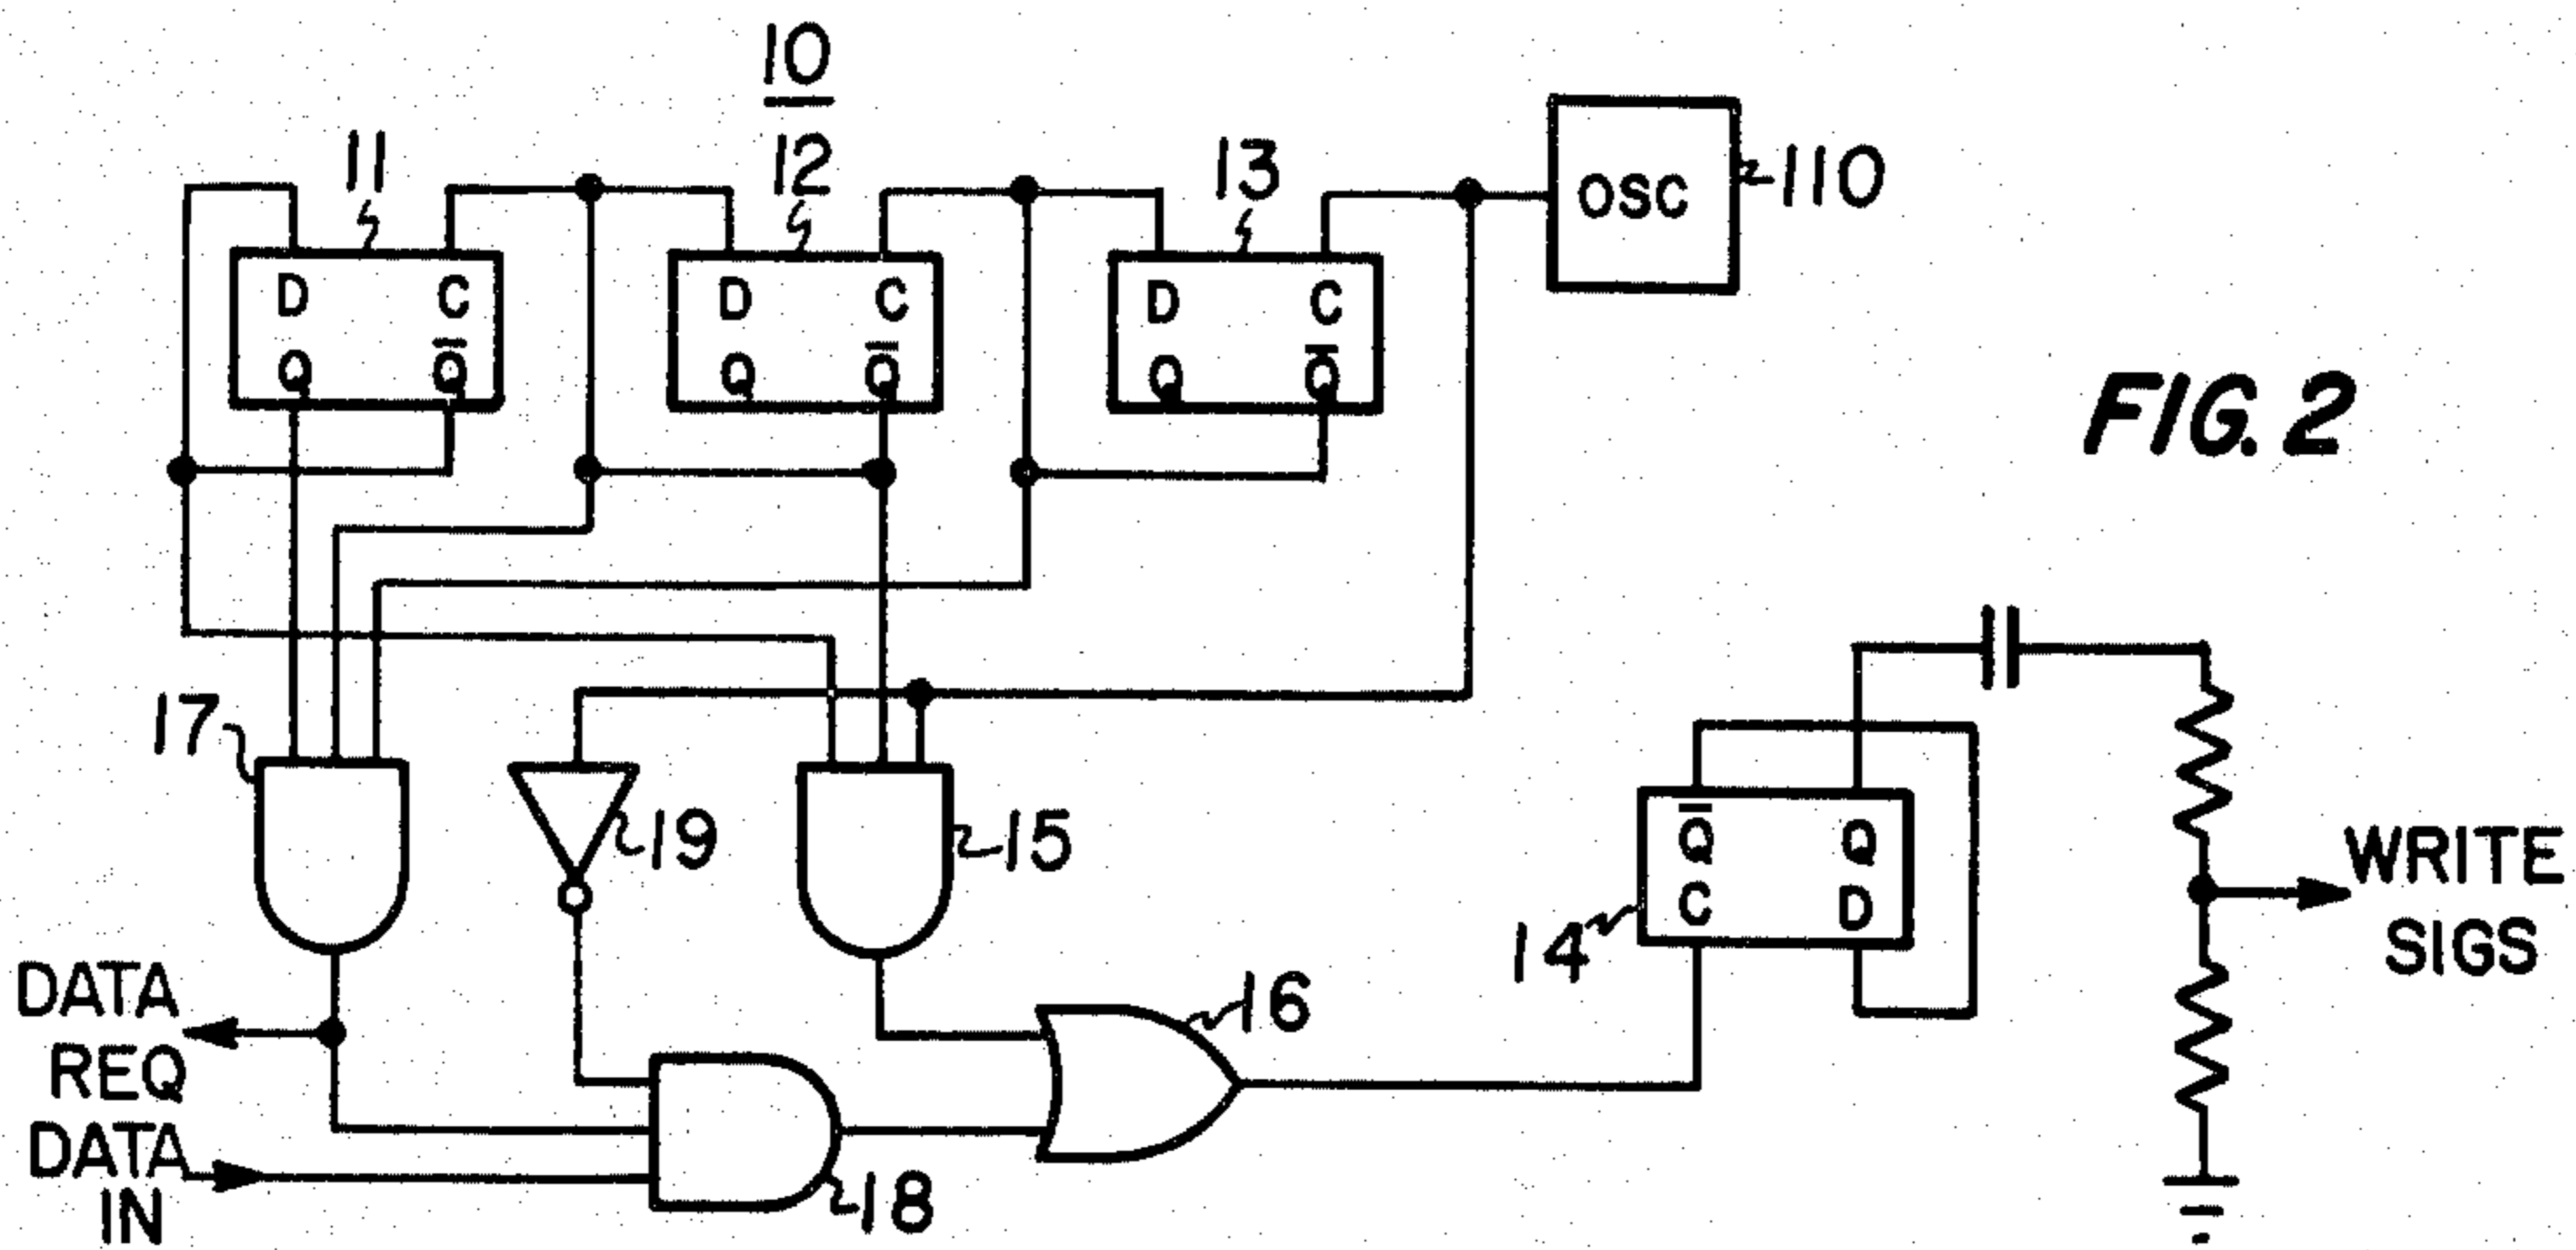 10
11
12
13
OSC
110
D C
Q Q̅
D C
Q Q̅
D C
Q Q̅
FIG. 2
17
19
15
Q̅ Q
C D
14
WRITE
SIGS
16
DATA
REQ
DATA
IN
18